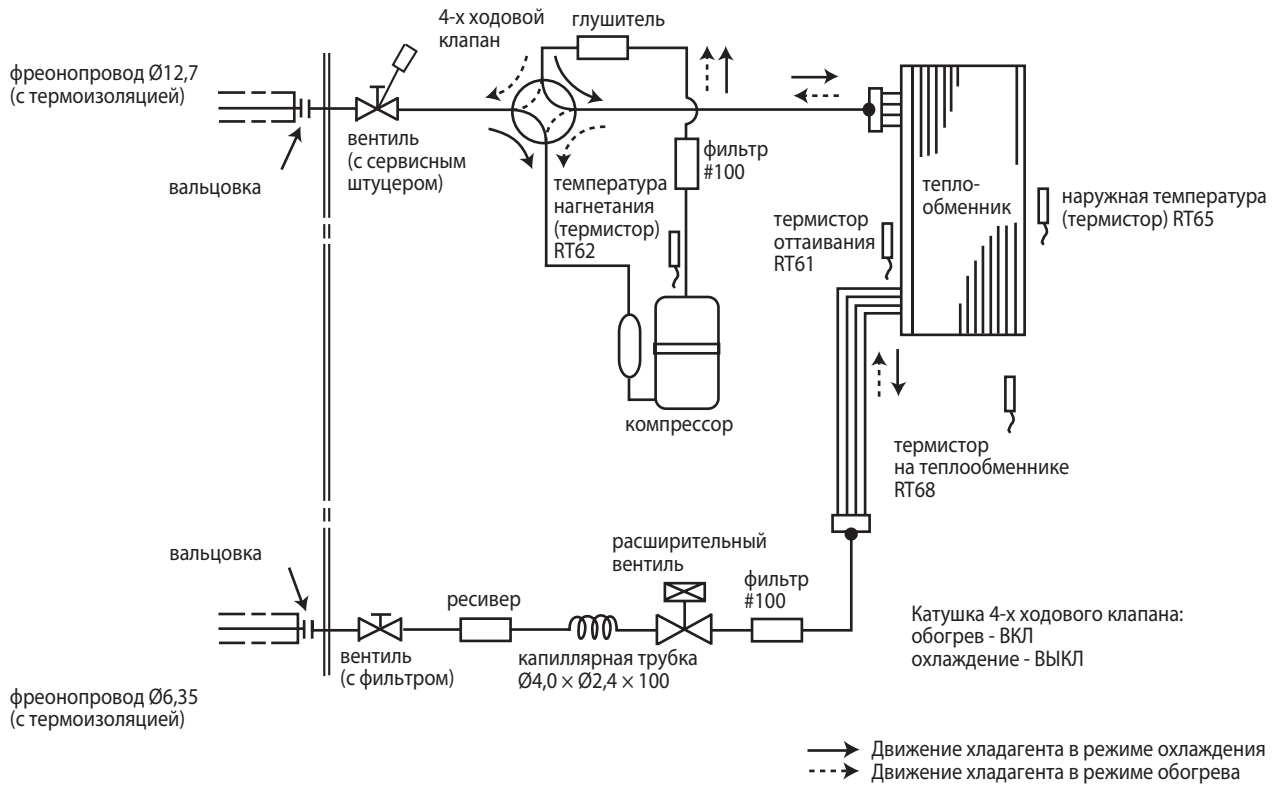 4-х ходовой
клапан
глушитель
фреонопровод Ø12,7
(с термоизоляцией)
вальцовка
вентиль
(с сервисным
штуцером)
температура
нагнетания
(термистор)
RT62
фильтр
#100
тепло-
обменник
термистор
оттаивания
RT61
наружная температура
(термистор) RT65
компрессор
термистор
на теплообменнике
RT68
вальцовка
расширительный
вентиль
фильтр
#100
ресивер
вентиль
(с фильтром)
капиллярная трубка
Ø4,0 × Ø2,4 × 100
Катушка 4-х ходового клапана:
обогрев - ВКЛ
охлаждение - ВЫКЛ
фреонопровод Ø6,35
(с термоизоляцией)
Движение хладагента в режиме охлаждения
Движение хладагента в режиме обогрева